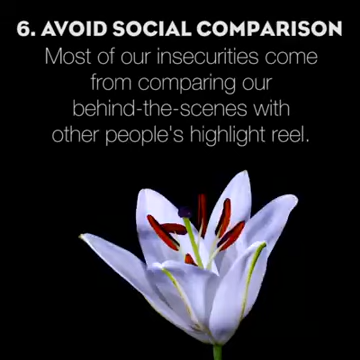 6. AVOID SOCIAL COMPARISON
Most of our insecurities come
from comparing our
behind-the-scenes with
other people's highlight reel.